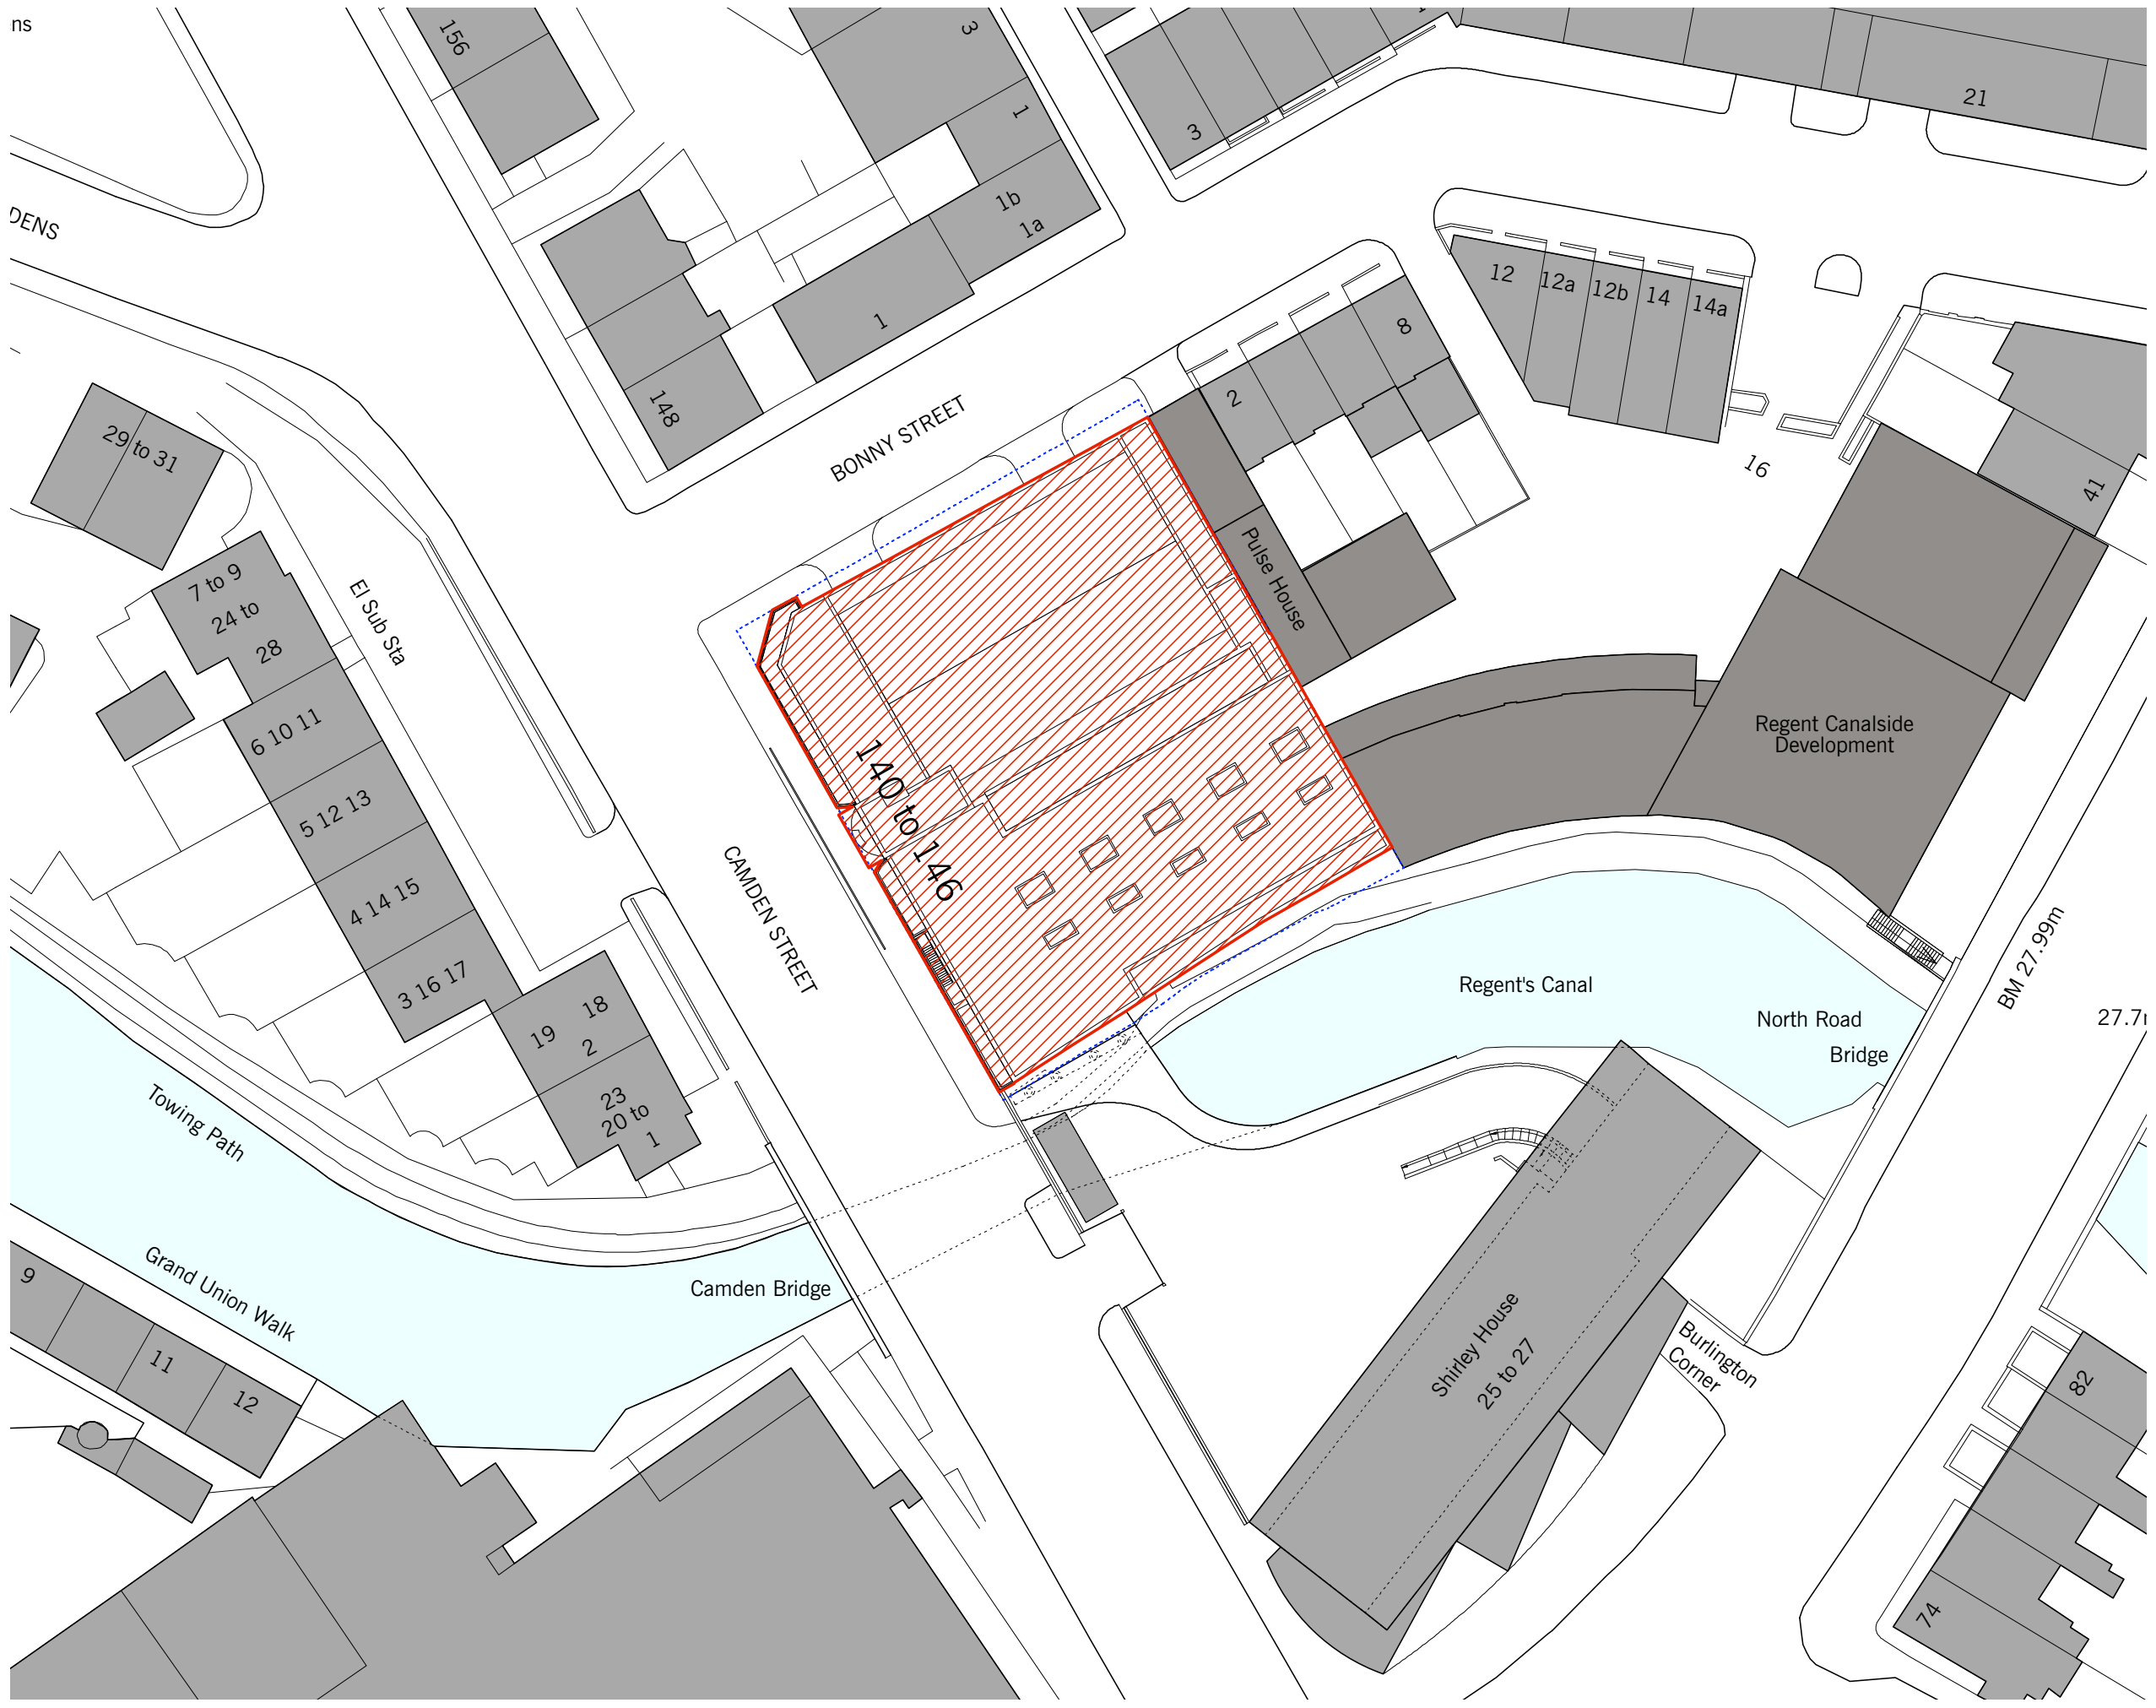 ns
156
3
1
3
21
DENS
1b
1a
1
148
12
12a
12b
14
14a
8
2
BONNY STREET
16
41
29 to 31
Pulse House
7 to 9
24 to
28
El Sub Sta
6 10 11
5 12 13
4 14 15
3 16 17
140 to 146
CAMDEN STREET
Regent Canalside
Development
BM 27.99m
Regent's Canal
North Road
Bridge
18
19
2
23
20 to
1
Towing Path
Grand Union Walk
Camden Bridge
9
11
12
Shirley House
25 to 27
Burlington
Corner
82
74